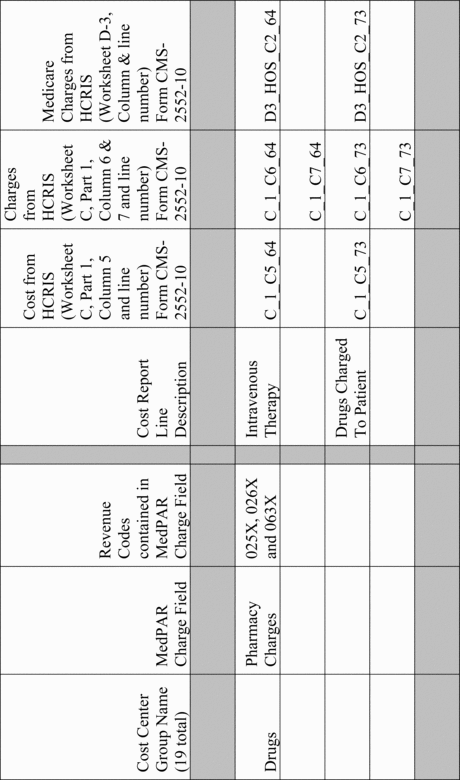 Cost Center
Group Name
(19 total)
MedPAR
Charge Field
Revenue
Codes
contained in
MedPAR
Charge Field
Cost Report
Line
Description
Cost from
HCRIS
(Worksheet
C, Part 1,
Column 5
and line
number)
Form CMS-
2552-10
Charges
from
HCRIS
(Worksheet
C, Part 1,
Column 6 &
7 and line
number)
Form CMS-
2552-10
Medicare
Charges from
HCRIS
(Worksheet D-3,
Column & line
number)
Form CMS-
2552-10
Drugs
Pharmacy
Charges
025X, 026X
and 063X
Intravenous
Therapy
C_1_C5_64
C_1_C6_64
D3_HOS_C2_64
C_1_C7_64
Drugs Charged
To Patient
C_1_C5_73
C_1_C6_73
D3_HOS_C2_73
C_1_C7_73